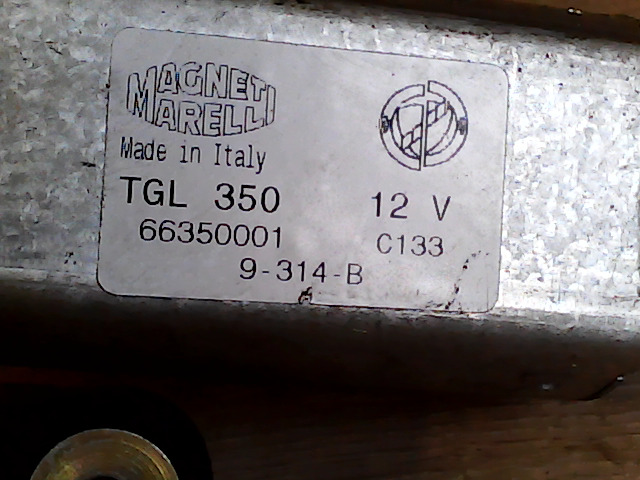 MAGNETI
MARELLI
Made in Italy
TGL 350 12 V
66350001 C133
9-314-B